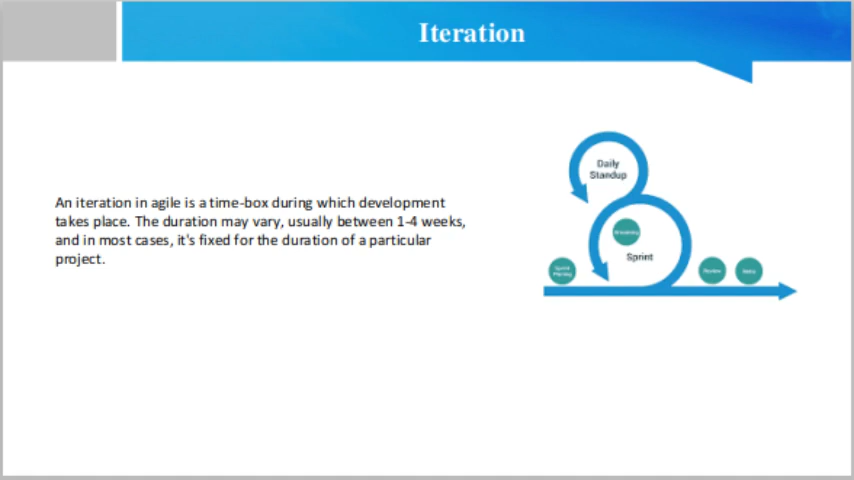 Iteration
An iteration in agile is a time-box during which development
takes place. The duration may vary, usually between 1-4 weeks,
and in most cases, it's fixed for the duration of a particular
project.
Daily
Standup
Sprint
Sprint
Planning
Review